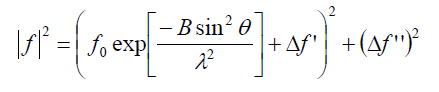 |f|² = ( f₀ exp[ −B sin² θ / λ² ] + Δf' )² + (Δf'')²